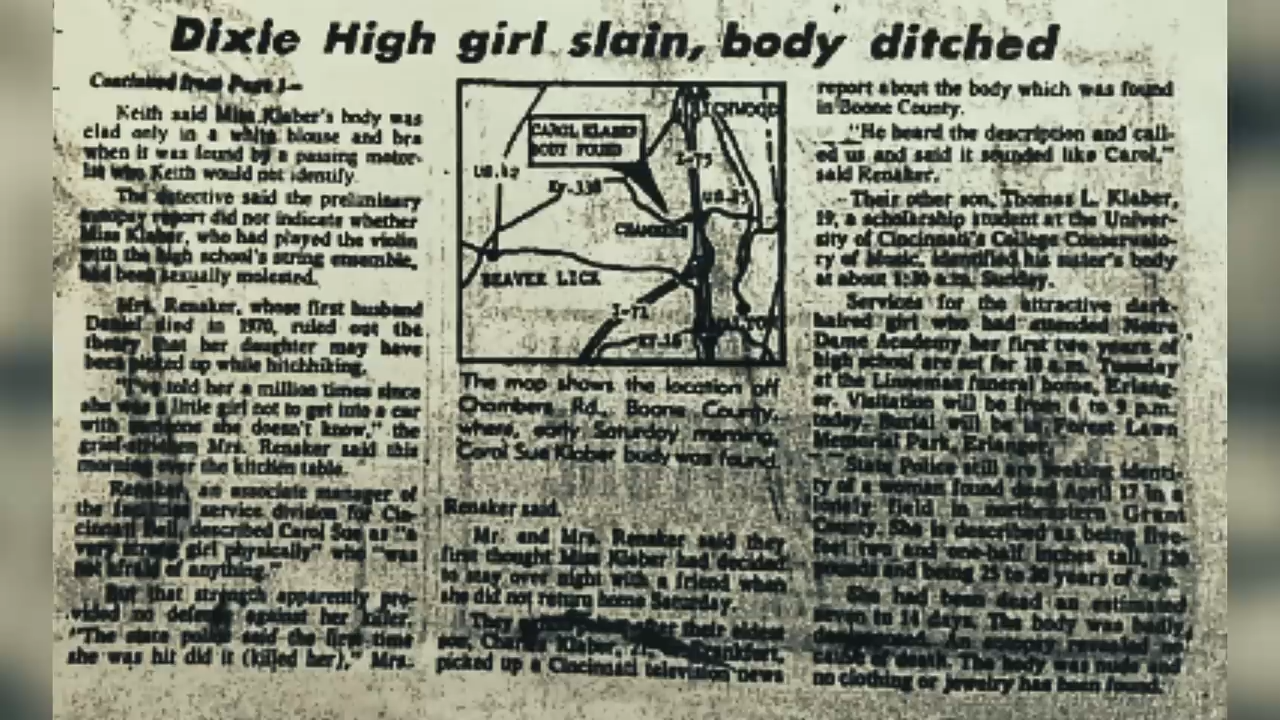 Dixie High girl slain, body ditched
Continued from Page 1—
Keith said Miss Klaber's body was
clad only in a white blouse and bra
when it was found by a passing motor-
ist who Keith would not identify.
The detective said the preliminary
autopsy report did not indicate whether
Miss Klaber, who had played the violin
with the high school's string ensemble,
had been sexually molested.
Mrs. Renaker, whose first husband
Daniel died in 1970, ruled out the
theory that her daughter may have
been picked up while hitchhiking.
"I've told her a million times since
she was a little girl not to get into a car
with someone she doesn't know," the
grief-stricken Mrs. Renaker said this
morning over the kitchen table.
Renaker, an associate manager of
the service division for Cin-
cinnati Bell, described Carol Sue as "a
very strong girl physically" who "was
not afraid of anything."
But that strength apparently pro-
vided no defense against her killer.
"The state police said the first time
she was hit did it (killed her)," Mrs.
CAROL KLABER
BODY FOUND
US.42
Ky.338
I-75
US.25
CHAMBERS
BEAVER LICK
I-71
KY.16
The map shows the location off
Chambers Rd., Boone County,
where, early Saturday morning,
Carol Sue Klaber body was found.
Renaker said.
Mr. and Mrs. Renaker said they
first thought Miss Klaber had decided
to stay over night with a friend when
she did not return home Saturday.
They after their eldest
son, Charles Klaber, Frankfort,
picked up a Cincinnati television news
report about the body which was found
in Boone County.
"He heard the description and call-
ed us and said it sounded like Carol,"
said Renaker.
Their other son, Thomas L. Klaber,
19, a scholarship student at the Univer-
sity of Cincinnati's College Conservato-
ry of Music, identified his sister's body
at about 1:30 a.m. Sunday.
Services for the attractive dark-
haired girl who had attended Notre
Dame Academy her first two years of
high school are set for 10 a.m. Tuesday
at the Linneman funeral home, Erlang-
er. Visitation will be from 6 to 9 p.m.
today. Burial will be in Forest Lawn
Memorial Park, Erlanger.
State Police still are seeking identi-
ty of a woman found dead April 17 in a
lonely field in northeastern Grant
County. She is described as being five-
feet two and one-half inches tall, 120
pounds and being 25 to 30 years of age.
She had been dead an estimated
seven to 14 days. The body was badly
decomposed. An autopsy revealed no
cause of death. The body was nude and
no clothing or jewelry has been found.